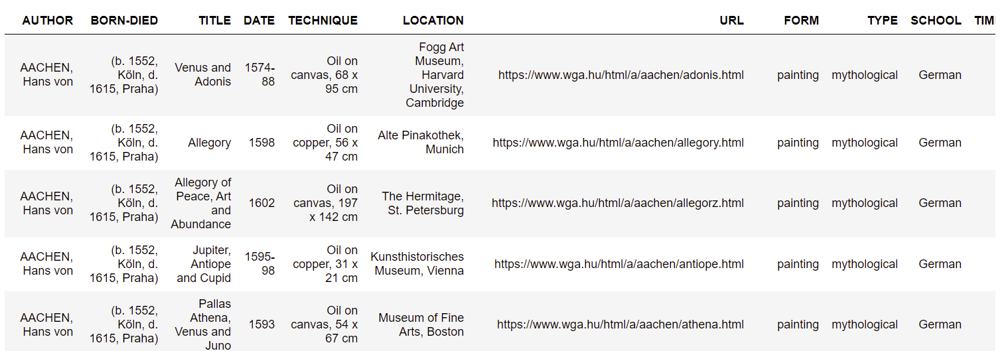 AUTHOR BORN-DIED TITLE DATE TECHNIQUE LOCATION URL FORM TYPE SCHOOL
AACHEN, Hans von (b. 1552, Köln, d. 1615, Praha) Venus and Adonis 1574-88 Oil on canvas, 68 x 95 cm Fogg Art Museum, Harvard University, Cambridge https://www.wga.hu/html/a/aachen/adonis.html painting mythological German
AACHEN, Hans von (b. 1552, Köln, d. 1615, Praha) Allegory 1598 Oil on copper, 56 x 47 cm Alte Pinakothek, Munich https://www.wga.hu/html/a/aachen/allegory.html painting mythological German
AACHEN, Hans von (b. 1552, Köln, d. 1615, Praha) Allegory of Peace, Art and Abundance 1602 Oil on canvas, 197 x 142 cm The Hermitage, St. Petersburg https://www.wga.hu/html/a/aachen/allegorz.html painting mythological German
AACHEN, Hans von (b. 1552, Köln, d. 1615, Praha) Jupiter, Antiope and Cupid 1595-98 Oil on copper, 31 x 21 cm Kunsthistorisches Museum, Vienna https://www.wga.hu/html/a/aachen/antiope.html painting mythological German
AACHEN, Hans von (b. 1552, Köln, d. 1615, Praha) Pallas Athena, Venus and Juno 1593 Oil on canvas, 54 x 67 cm Museum of Fine Arts, Boston https://www.wga.hu/html/a/aachen/athena.html painting mythological German